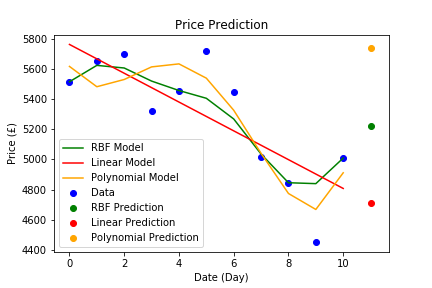 Price Prediction
5800
5600
5400
5200
5000
4800
4600
4400
Price (£)
RBF Model
Linear Model
Polynomial Model
Data
RBF Prediction
Linear Prediction
Polynomial Prediction
0 2 4 6 8 10
Date (Day)